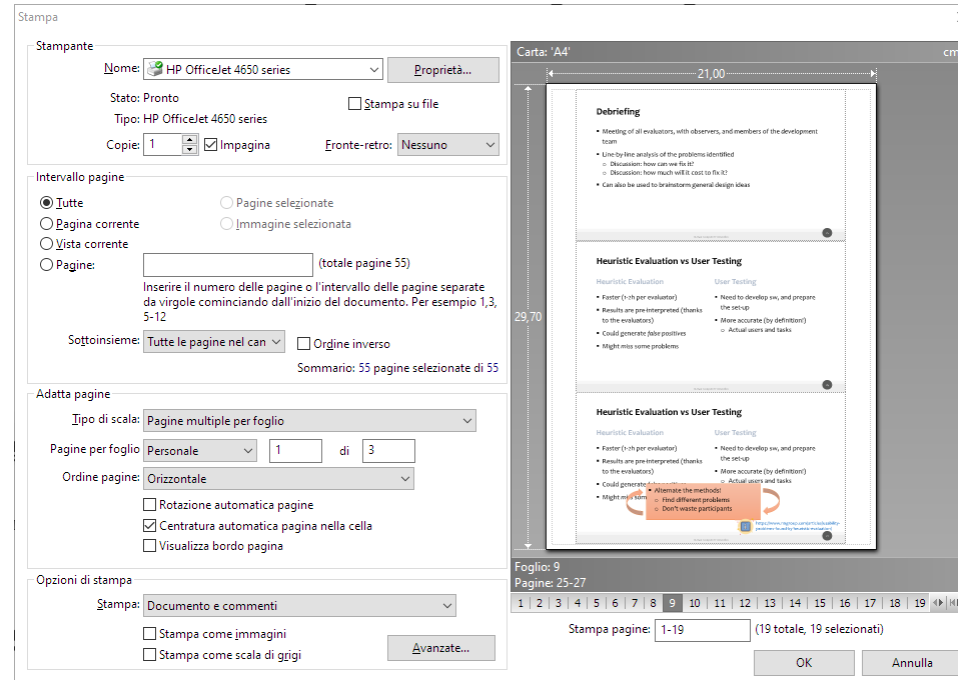 Stampa
Stampante
Nome: HP OfficeJet 4650 series
Proprietà...
Stato: Pronto
Stampa su file
Tipo: HP OfficeJet 4650 series
Copie: 1
Impagina
Fronte-retro: Nessuno
Intervallo pagine
Tutte
Pagine selezionate
Pagina corrente
Immagine selezionata
Vista corrente
Pagine:
(totale pagine 55)
Inserire il numero delle pagine o l'intervallo delle pagine separate
da virgole cominciando dall'inizio del documento. Per esempio 1,3,
5-12
Sottoinsieme: Tutte le pagine nel can
Ordine inverso
Sommario: 55 pagine selezionate di 55
Adatta pagine
Tipo di scala: Pagine multiple per foglio
Pagine per foglio Personale 1 di 3
Ordine pagine: Orizzontale
Rotazione automatica pagine
Centratura automatica pagina nella cella
Visualizza bordo pagina
Opzioni di stampa
Stampa: Documento e commenti
Stampa come immagini
Stampa come scala di grigi
Avanzate...
Carta: 'A4'
cm
21,00
29,70
Debriefing
Meeting of all evaluators, with observers, and members of the development
team
Line-by-line analysis of the problems identified
Discussion: how can we fix it?
Discussion: how much will it cost to fix it?
Can also be used to brainstorm general design ideas
Heuristic Evaluation vs User Testing
Heuristic Evaluation
Faster (1-2h per evaluator)
Results are pre-interpreted (thanks
to the evaluators)
Could generate false positives
Might miss some problems
User Testing
Need to develop sw, and prepare
the set-up
More accurate (by definition!)
Actual users and tasks
Heuristic Evaluation vs User Testing
Heuristic Evaluation
Faster (1-2h per evaluator)
Results are pre-interpreted (thanks
to the evaluators)
Could generate
Might miss som
User Testing
Need to develop sw, and prepare
the set-up
More accurate (by definition!)
Actual users and tasks
Alternate the methods!
Find different problems
Don't waste participants
Foglio: 9
Pagine: 25-27
1 2 3 4 5 6 7 8 9 10 11 12 13 14 15 16 17 18 19
Stampa pagine: 1-19 (19 totale, 19 selezionati)
OK
Annulla